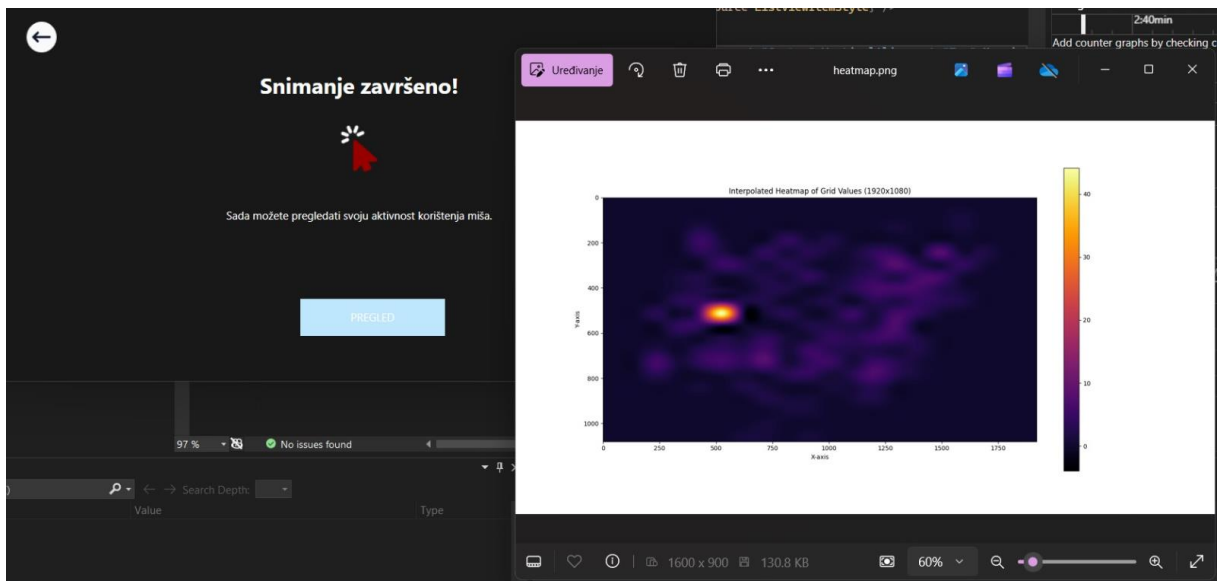 Snimanje završeno!
Sada možete pregledati svoju aktivnost korištenja miša.
PREGLED
97 %
No issues found
Search Depth:
Value
Type
2:40min
Add counter graphs by checking c
Uređivanje
heatmap.png
Interpolated Heatmap of Grid Values (1920x1080)
0
200
400
600
800
1000
Y-axis
0
250
500
750
1000
1250
1500
1750
X-axis
40
30
20
10
0
1600 x 900
130.8 KB
60%